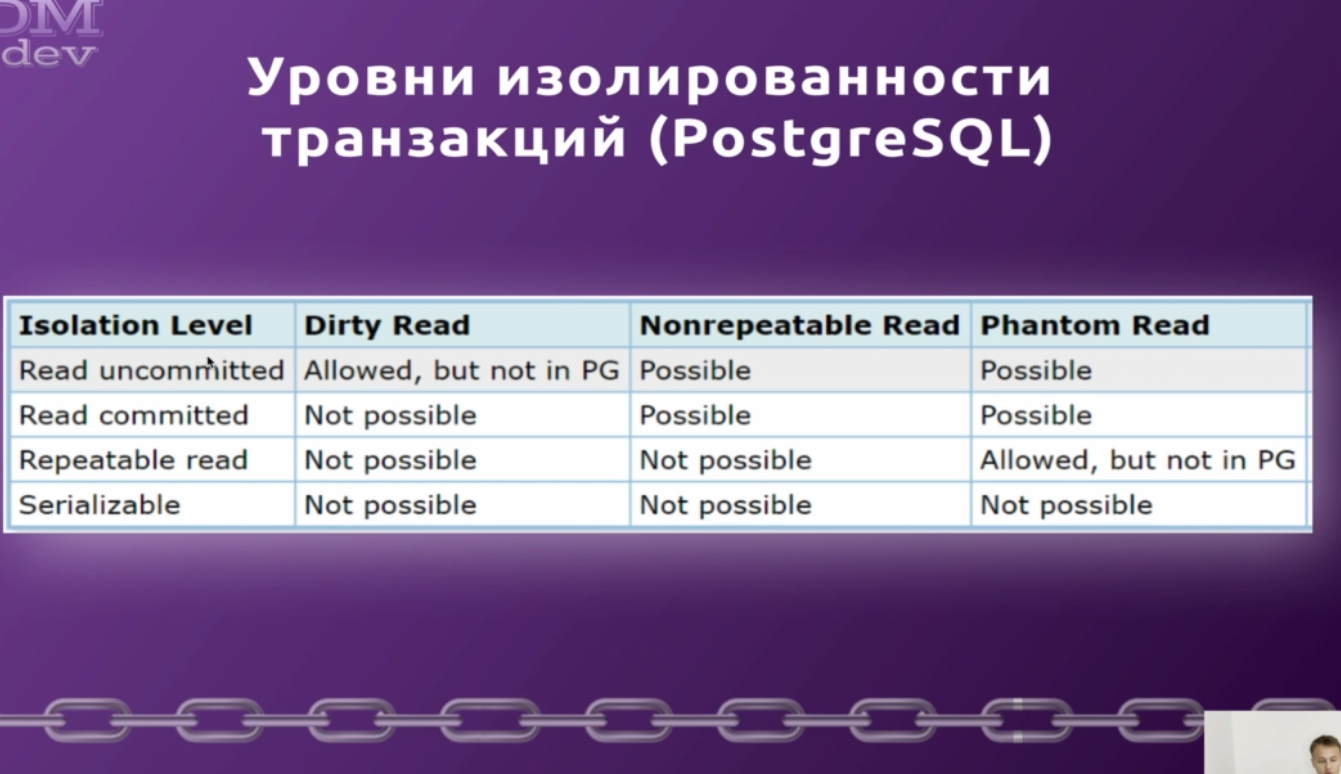 DM
dev
Уровни изолированности
транзакций (PostgreSQL)
Isolation Level Dirty Read Nonrepeatable Read Phantom Read
Read uncommitted Allowed, but not in PG Possible Possible
Read committed Not possible Possible Possible
Repeatable read Not possible Not possible Allowed, but not in PG
Serializable Not possible Not possible Not possible